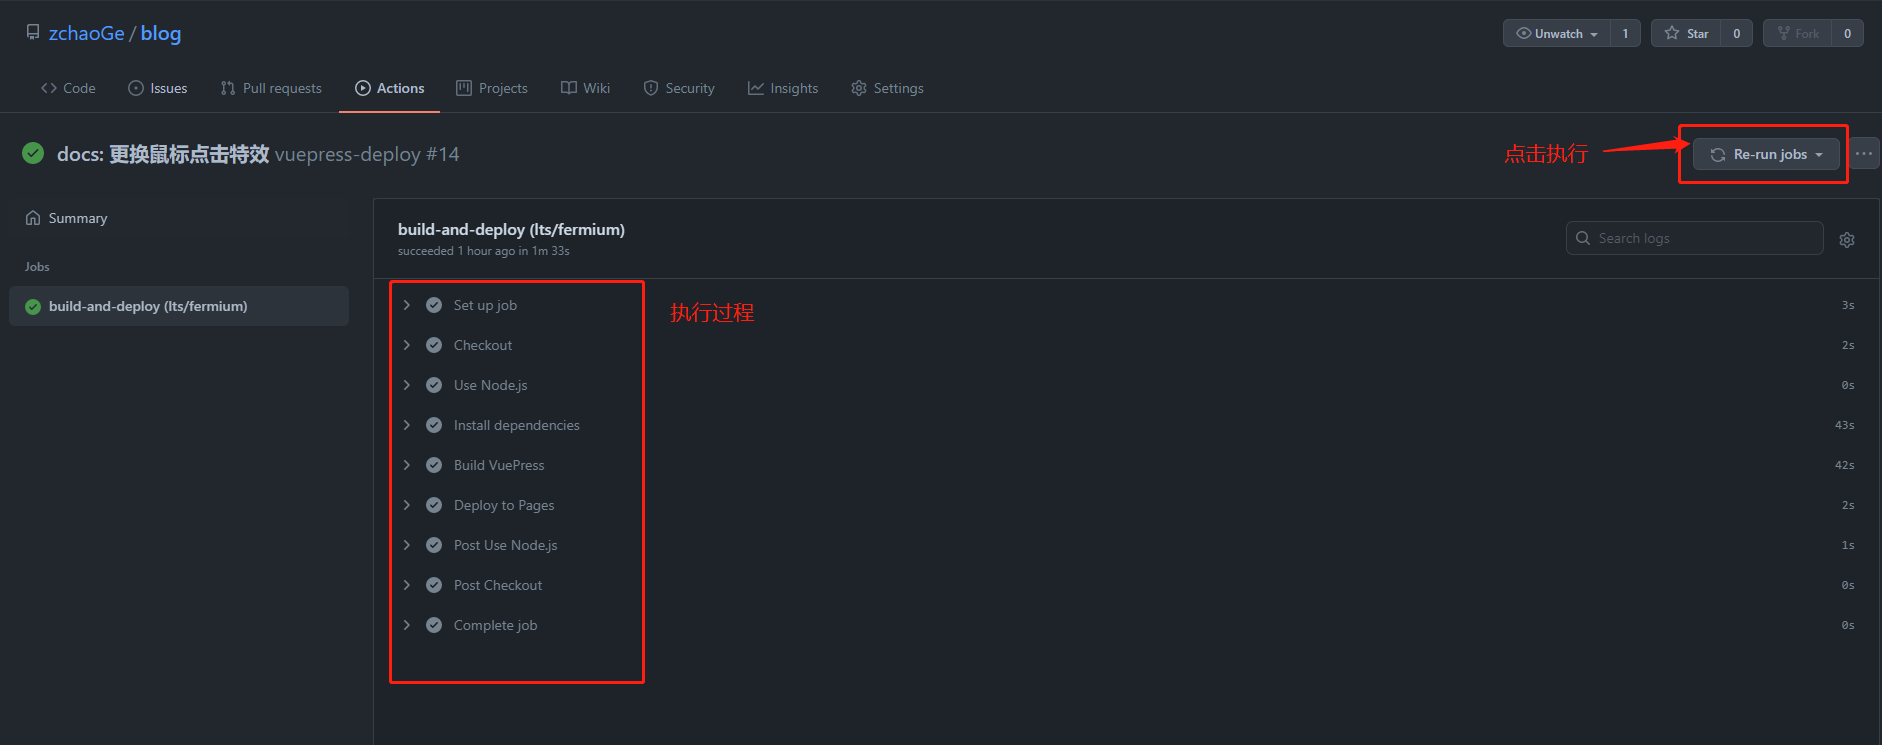 zchaoGe / blog
Unwatch 1 Star 0 Fork 0
Code Issues Pull requests Actions Projects Wiki Security Insights Settings
docs: 更换鼠标点击特效 vuepress-deploy #14
点击执行
Re-run jobs
Summary
Jobs
build-and-deploy (lts/fermium)
build-and-deploy (lts/fermium)
succeeded 1 hour ago in 1m 33s
Search logs
执行过程
Set up job 3s
Checkout 2s
Use Node.js 0s
Install dependencies 43s
Build VuePress 42s
Deploy to Pages 2s
Post Use Node.js 1s
Post Checkout 0s
Complete job 0s